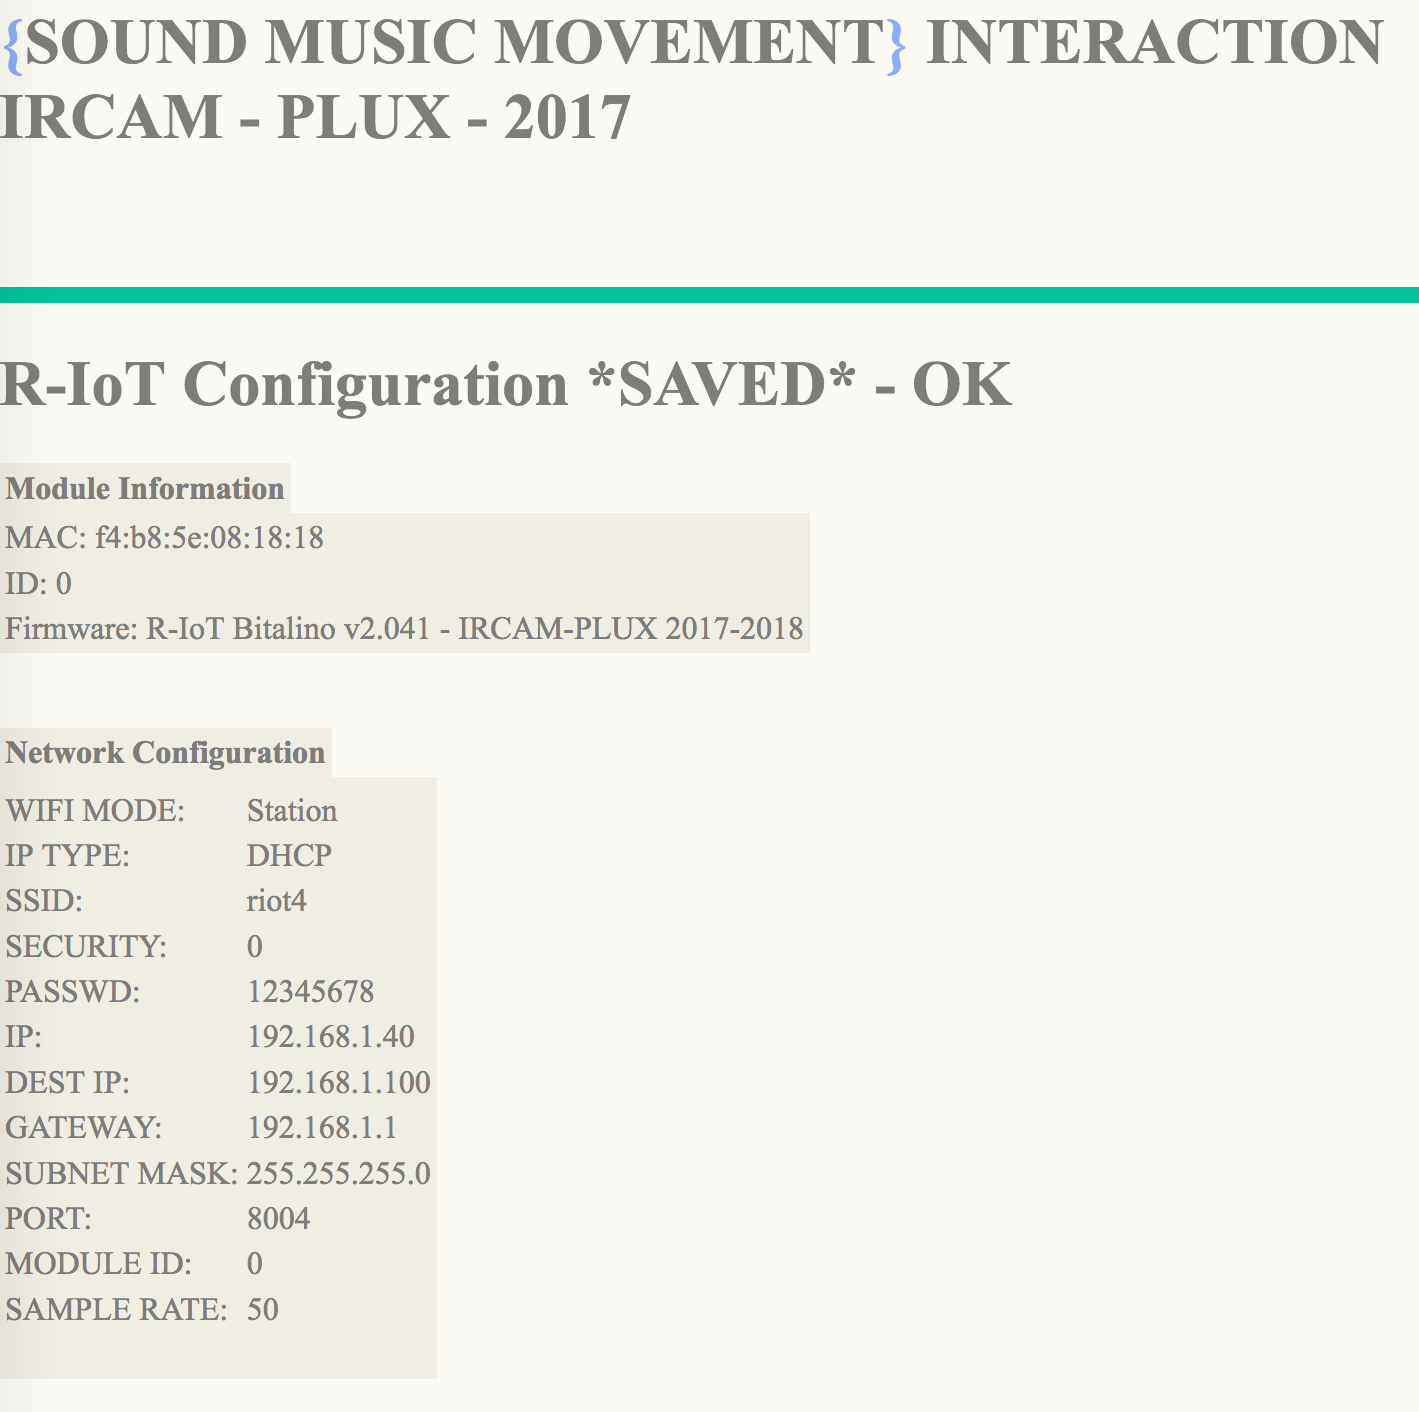 {SOUND MUSIC MOVEMENT} INTERACTION
IRCAM - PLUX - 2017
R-IoT Configuration *SAVED* - OK
Module Information
MAC: f4:b8:5e:08:18:18
ID: 0
Firmware: R-IoT Bitalino v2.041 - IRCAM-PLUX 2017-2018
Network Configuration
WIFI MODE: Station
IP TYPE: DHCP
SSID: riot4
SECURITY: 0
PASSWD: 12345678
IP: 192.168.1.40
DEST IP: 192.168.1.100
GATEWAY: 192.168.1.1
SUBNET MASK: 255.255.255.0
PORT: 8004
MODULE ID: 0
SAMPLE RATE: 50